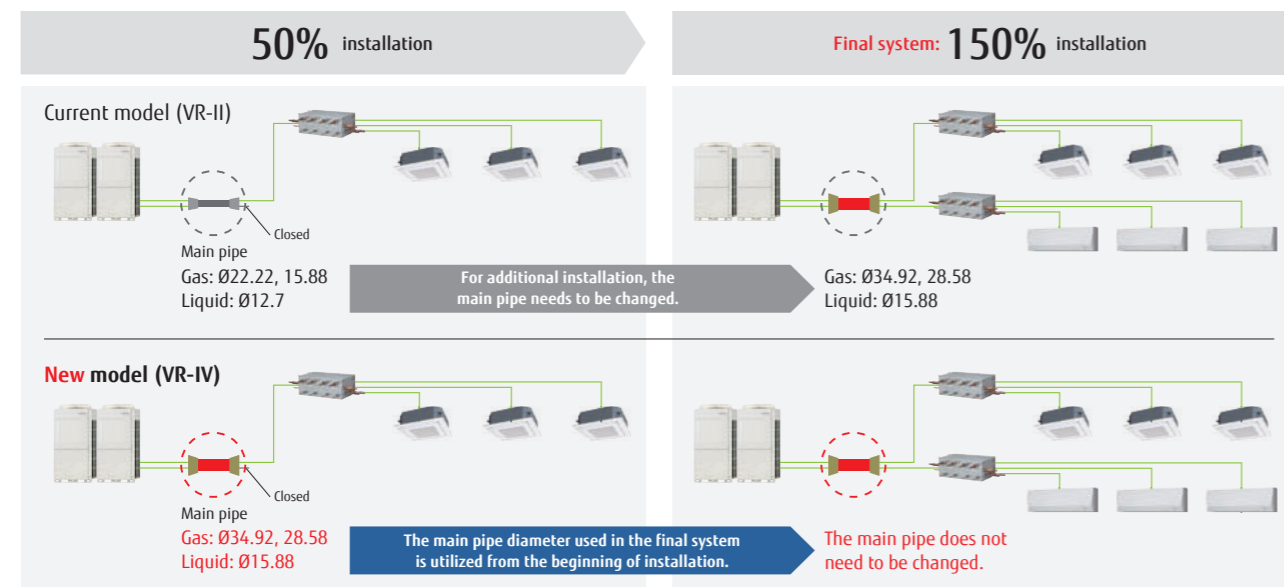 50% installation
Final system: 150% installation
Current model (VR-II)
Closed
Main pipe
Gas: Ø22.22, 15.88
Liquid: Ø12.7
For additional installation, the
main pipe needs to be changed.
Gas: Ø34.92, 28.58
Liquid: Ø15.88
New model (VR-IV)
Closed
Main pipe
Gas: Ø34.92, 28.58
Liquid: Ø15.88
The main pipe diameter used in the final system
is utilized from the beginning of installation.
The main pipe does not
need to be changed.